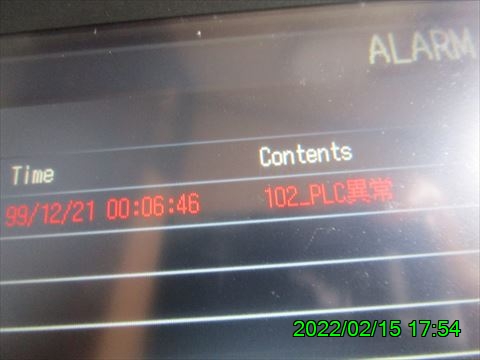 ALARM
Time Contents
99/12/21 00:06:46 102_PLC異常
2022/02/15 17:54